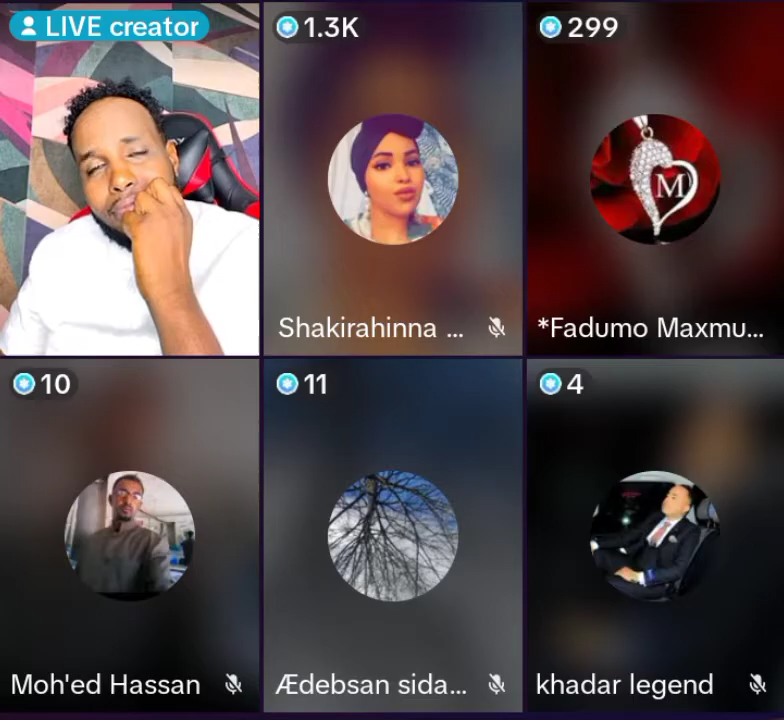 LIVE creator
1.3K
299
M
Shakirahinna ...
*Fadumo Maxmu...
10
11
4
Moh'ed Hassan
Ædebsan sida...
khadar legend